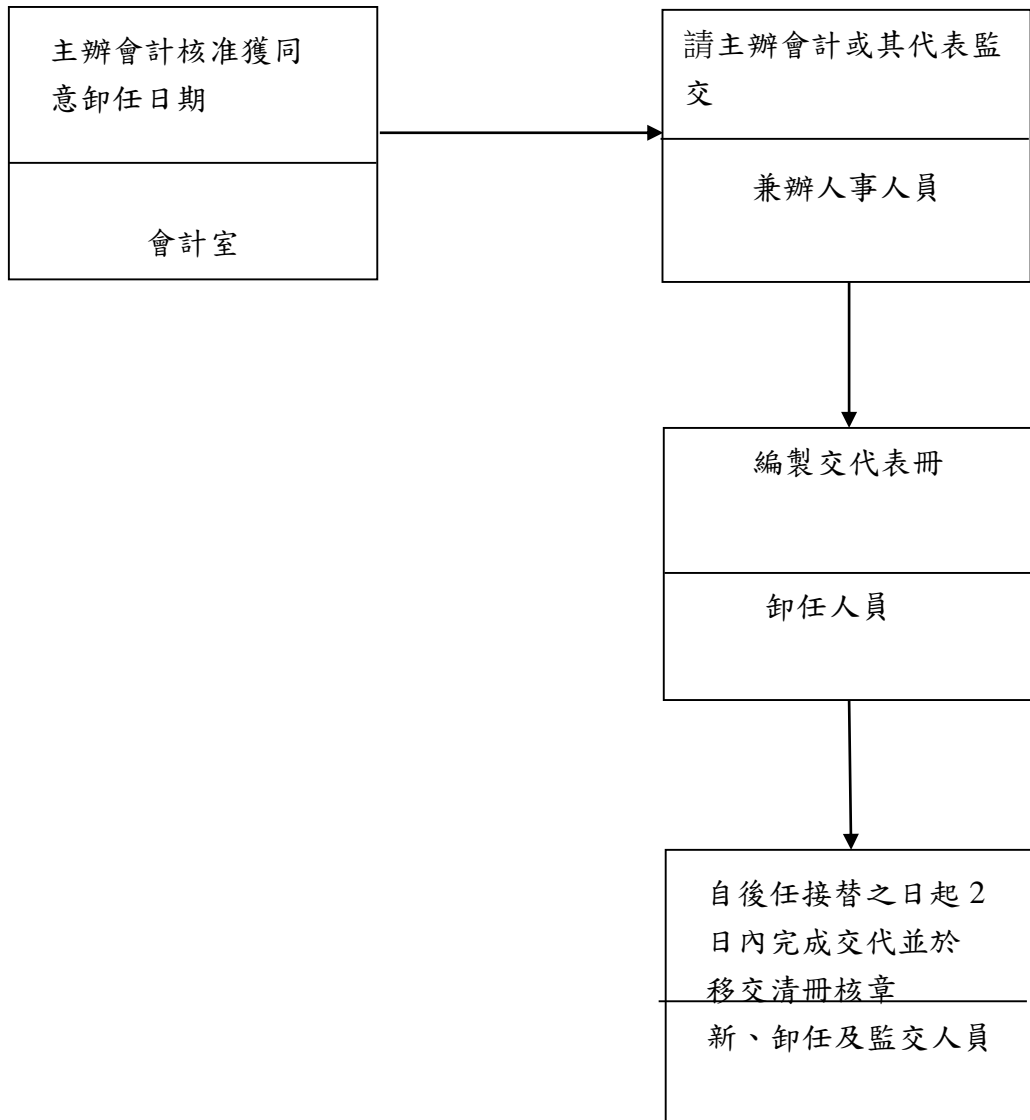 主辦會計核准獲同
意卸任日期
會計室
請主辦會計或其代表監
交
兼辦人事人員
編製交代表冊
卸任人員
自後任接替之日起 2
日內完成交代並於
移交清冊核章
新、卸任及監交人員